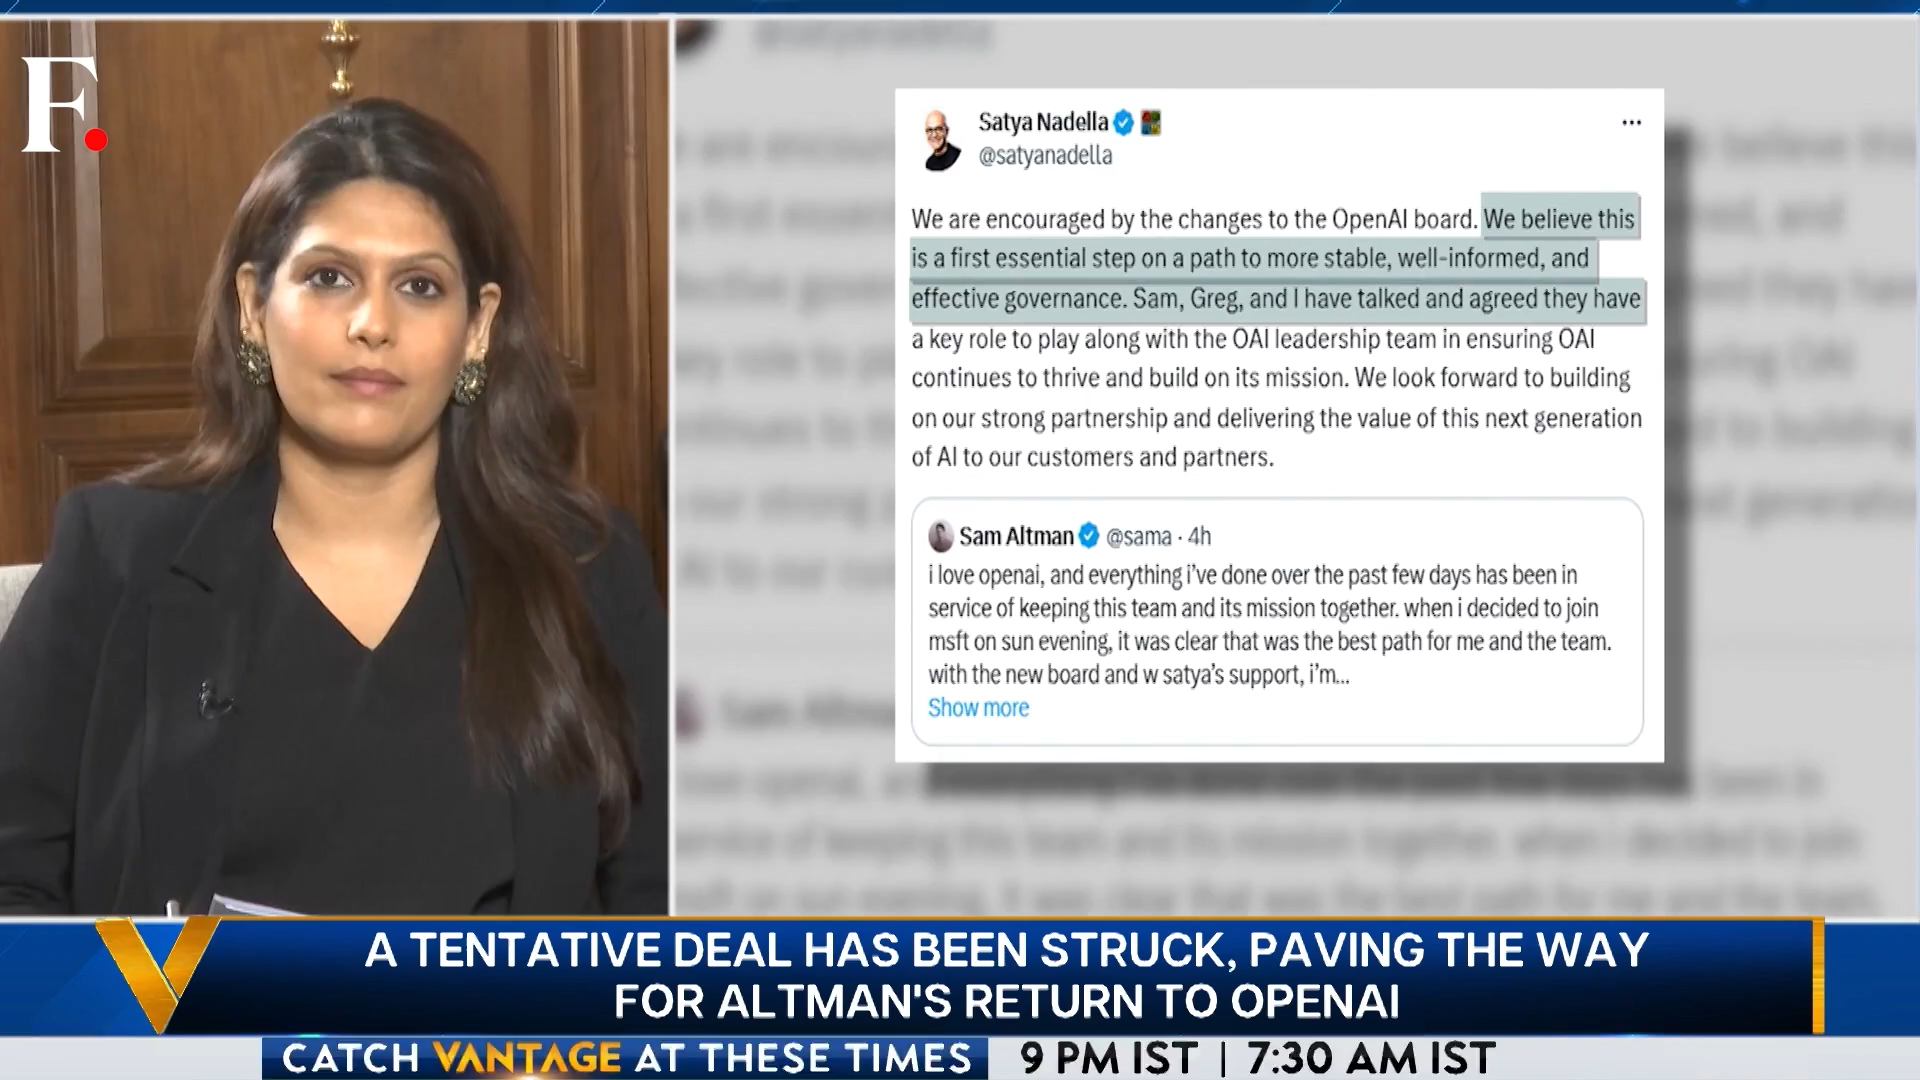 F.
Satya Nadella
@satyanadella
We are encouraged by the changes to the OpenAI board. We believe this
is a first essential step on a path to more stable, well-informed, and
effective governance. Sam, Greg, and I have talked and agreed they have
a key role to play along with the OAI leadership team in ensuring OAI
continues to thrive and build on its mission. We look forward to building
on our strong partnership and delivering the value of this next generation
of AI to our customers and partners.
Sam Altman @sama · 4h
i love openai, and everything i've done over the past few days has been in
service of keeping this team and its mission together. when i decided to join
msft on sun evening, it was clear that was the best path for me and the team.
with the new board and w satya's support, i'm...
Show more
A TENTATIVE DEAL HAS BEEN STRUCK, PAVING THE WAY
FOR ALTMAN'S RETURN TO OPENAI
CATCH VANTAGE AT THESE TIMES 9 PM IST | 7:30 AM IST